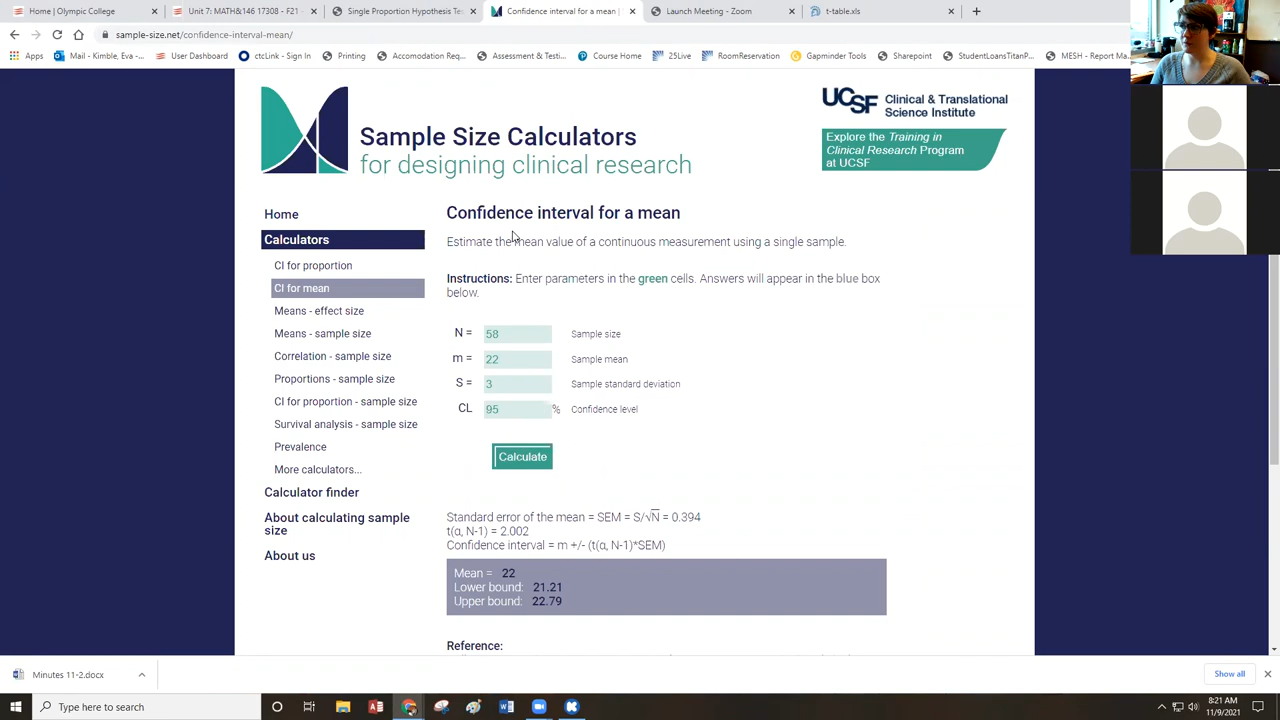 Home | Olympic College
Unit 7: MATH&146 17308 - F21
Single Proportion Hypothesis Te
Confidence interval for a mean |
Launch Meeting - Zoom
t-table.xls
sample-size.net/confidence-interval-mean/
Apps
Mail - Kimble, Eva -...
User Dashboard
ctcLink - Sign In
Printing
Accomodation Req...
Assessment & Testi...
Course Home
25Live
RoomReservation
Gapminder Tools
Sharepoint
StudentLoansTitanP...
MESH - Report Ma
Sample Size Calculators
for designing clinical research
UCSF Clinical & Translational
Science Institute
Explore the Training in
Clinical Research Program
at UCSF
Home
Calculators
CI for proportion
CI for mean
Means - effect size
Means - sample size
Correlation - sample size
Proportions - sample size
CI for proportion - sample size
Survival analysis - sample size
Prevalence
More calculators...
Calculator finder
About calculating sample
size
About us
Confidence interval for a mean
Estimate the mean value of a continuous measurement using a single sample.
Instructions: Enter parameters in the green cells. Answers will appear in the blue box
below.
N = 58 Sample size
m = 22 Sample mean
S = 3 Sample standard deviation
CL 95 % Confidence level
Calculate
Standard error of the mean = SEM = S/√N = 0.394
t(α, N-1) = 2.002
Confidence interval = m +/- (t(α, N-1)*SEM)
Mean = 22
Lower bound: 21.21
Upper bound: 22.79
Reference:
Minutes 11-2.docx
Show all
Type here to search
8:21 AM
11/9/2021